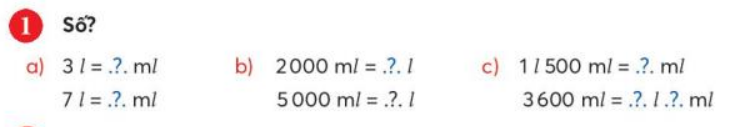 1 Số?
a) 3 l = .?. ml b) 2000 ml = .?. l c) 1 l 500 ml = .?. ml
7 l = .?. ml 5000 ml = .?. l 3600 ml = .?. l .?. ml